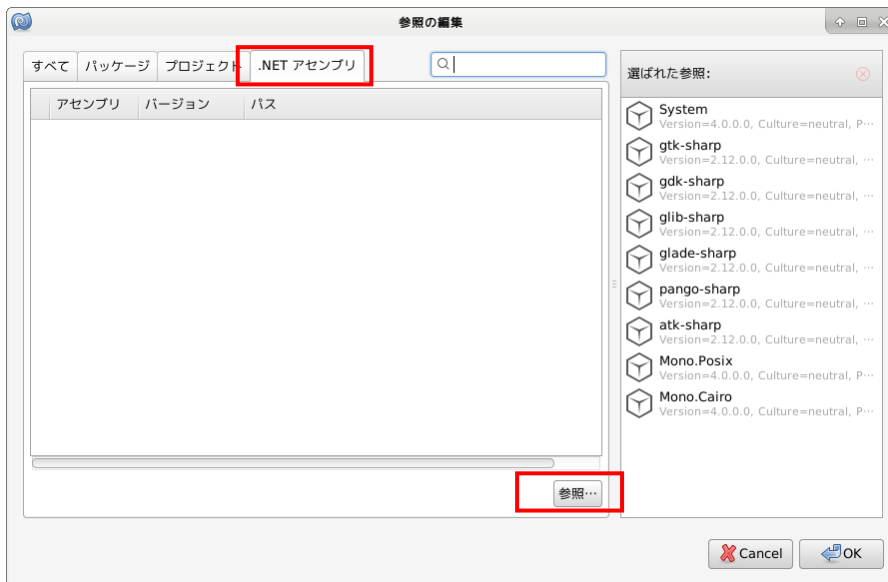 参照の編集
すべて パッケージ プロジェクト .NET アセンブリ
アセンブリ バージョン パス
参照…
選ばれた参照:
System
Version=4.0.0.0, Culture=neutral, P…
gtk-sharp
Version=2.12.0.0, Culture=neutral, …
gdk-sharp
Version=2.12.0.0, Culture=neutral, …
glib-sharp
Version=2.12.0.0, Culture=neutral, …
glade-sharp
Version=2.12.0.0, Culture=neutral, …
pango-sharp
Version=2.12.0.0, Culture=neutral, …
atk-sharp
Version=2.12.0.0, Culture=neutral, …
Mono.Posix
Version=4.0.0.0, Culture=neutral, P…
Mono.Cairo
Version=4.0.0.0, Culture=neutral, P…
Cancel OK